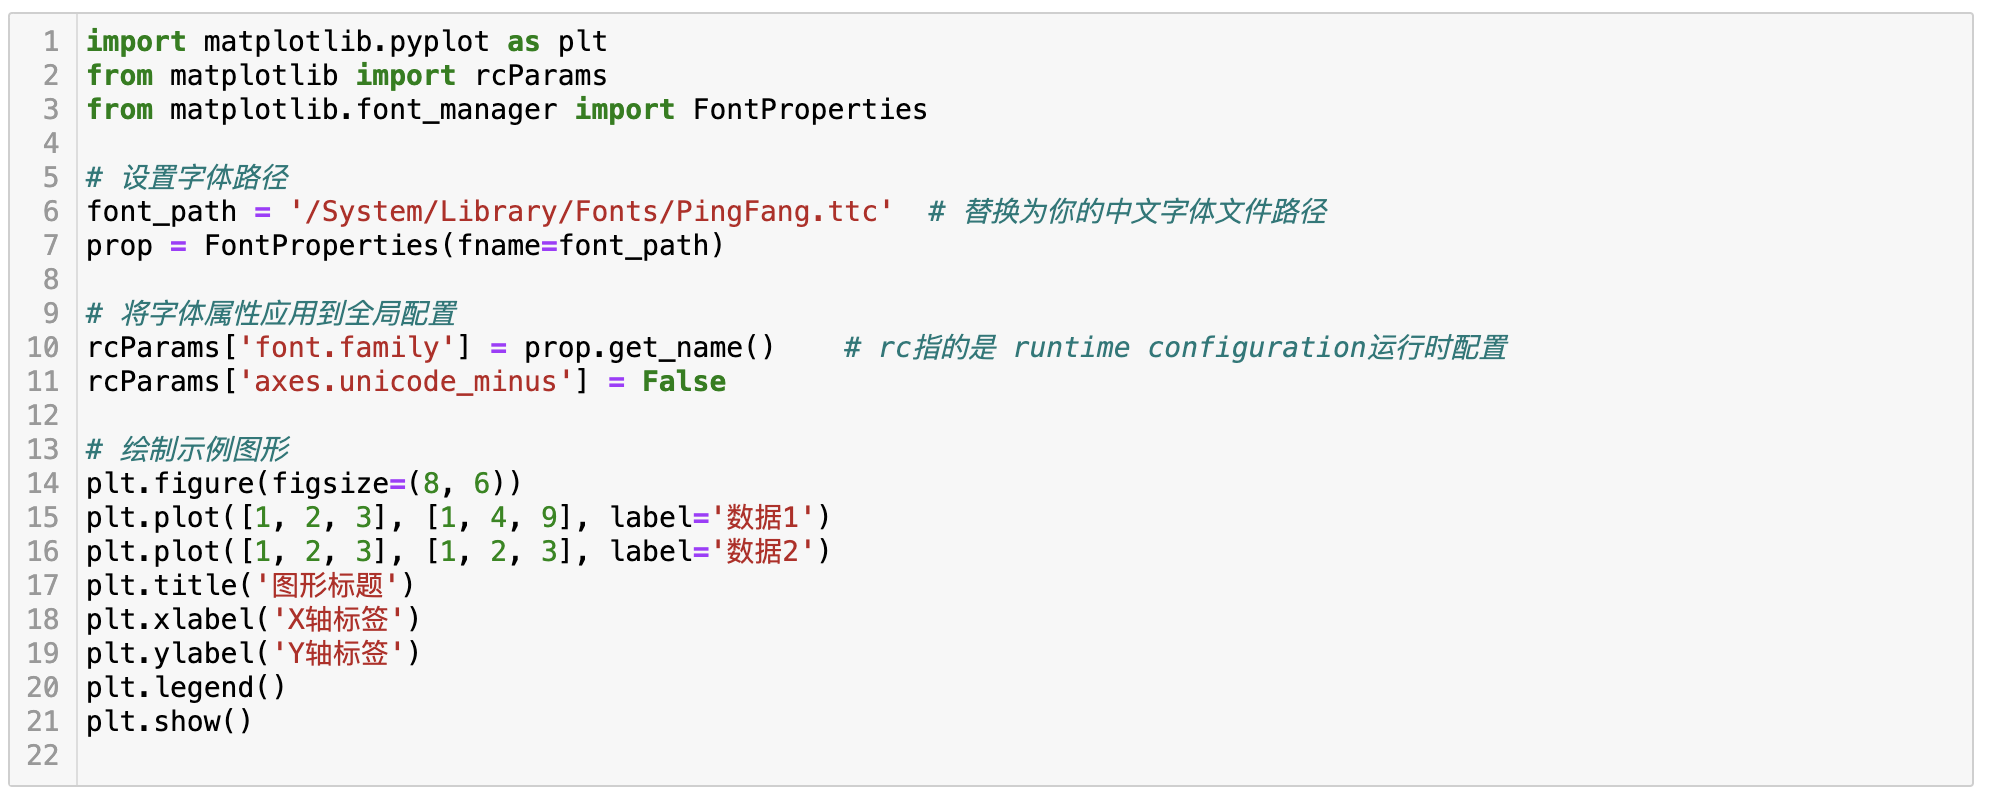 1 import matplotlib.pyplot as plt
2 from matplotlib import rcParams
3 from matplotlib.font_manager import FontProperties
4
5 # 设置字体路径
6 font_path = '/System/Library/Fonts/PingFang.ttc'  # 替换为你的中文字体文件路径
7 prop = FontProperties(fname=font_path)
8
9 # 将字体属性应用到全局配置
10 rcParams['font.family'] = prop.get_name()    # rc指的是 runtime configuration运行时配置
11 rcParams['axes.unicode_minus'] = False
12
13 # 绘制示例图形
14 plt.figure(figsize=(8, 6))
15 plt.plot([1, 2, 3], [1, 4, 9], label='数据1')
16 plt.plot([1, 2, 3], [1, 2, 3], label='数据2')
17 plt.title('图形标题')
18 plt.xlabel('X轴标签')
19 plt.ylabel('Y轴标签')
20 plt.legend()
21 plt.show()
22